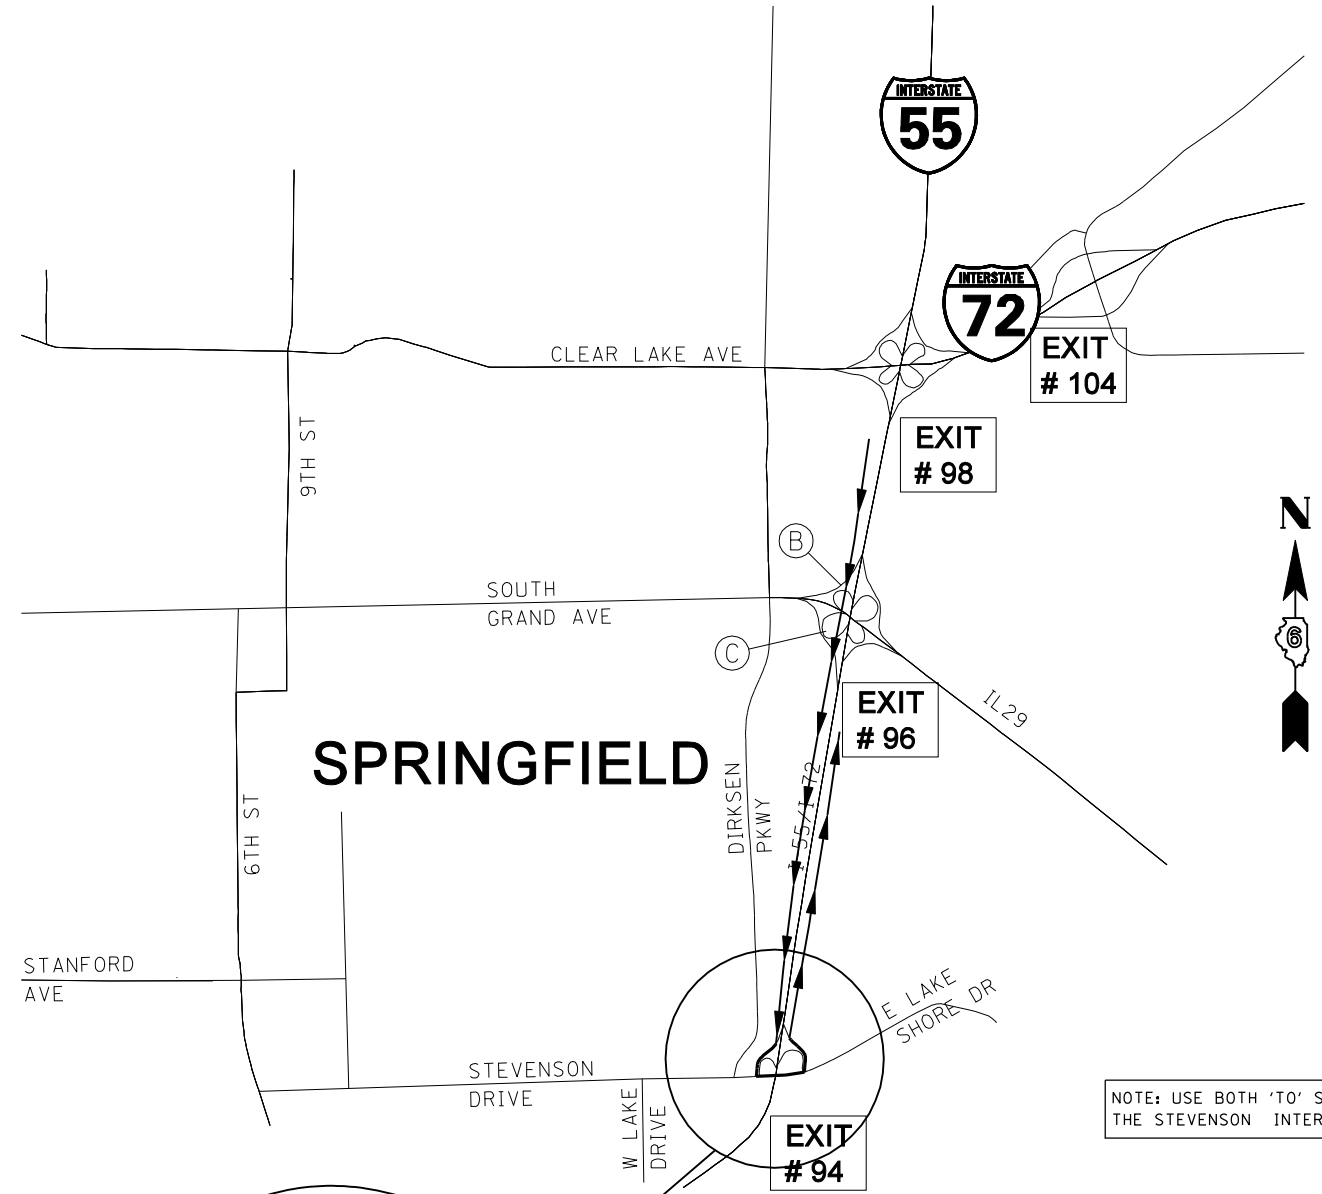 INTERSTATE
55
INTERSTATE
72
EXIT
# 104
CLEAR LAKE AVE
EXIT
# 98
9TH ST
N
B
SOUTH
GRAND AVE
6
C
EXIT
# 96
IL29
SPRINGFIELD
DIRKSEN
PKWY
I 55/I 72
6TH ST
STANFORD
AVE
E LAKE
SHORE DR
STEVENSON
DRIVE
W LAKE
DRIVE
EXIT
# 94
NOTE: USE BOTH 'TO' S
THE STEVENSON INTER